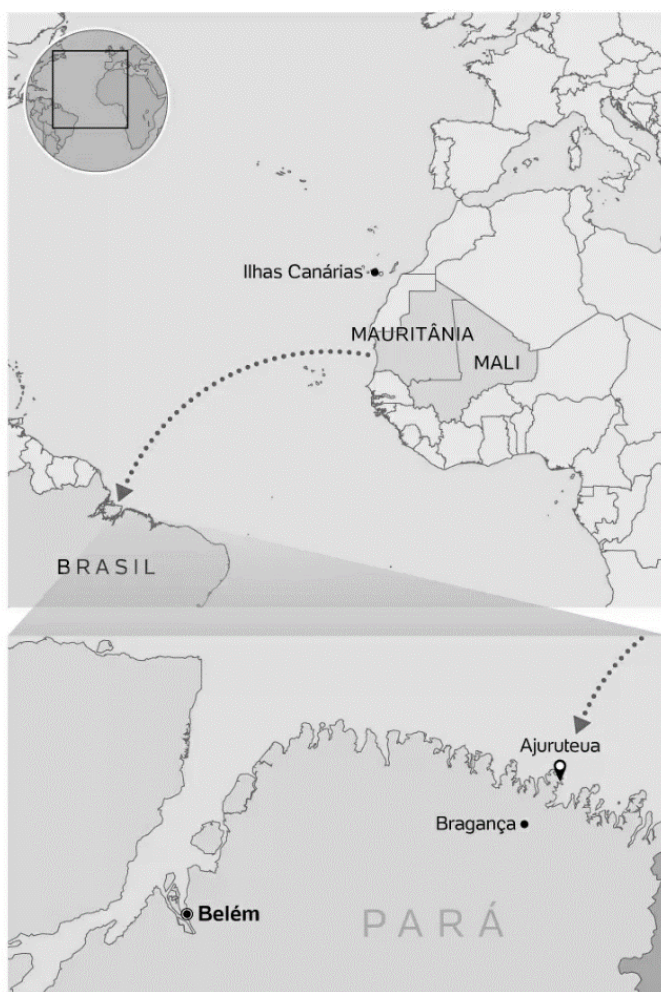 Ilhas Canárias
MAURITÂNIA
MALI
BRASIL
Ajuruteua
Bragança
Belém
PARÁ